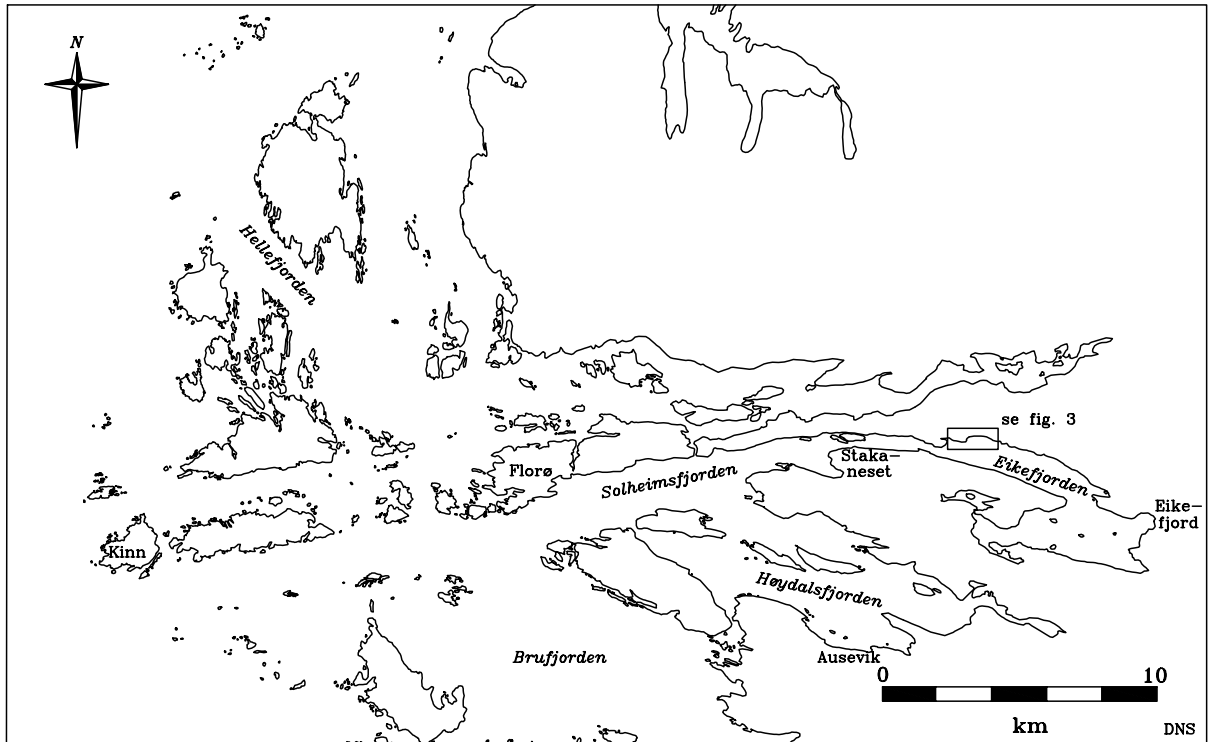 N
Hellefjorden
se fig. 3
Florø
Solheimsfjorden
Staka–
neset
Eikefjorden
Eike–
fjord
Kinn
Høydalsfjorden
Brufjorden
Ausevik
0 10
km
DNS